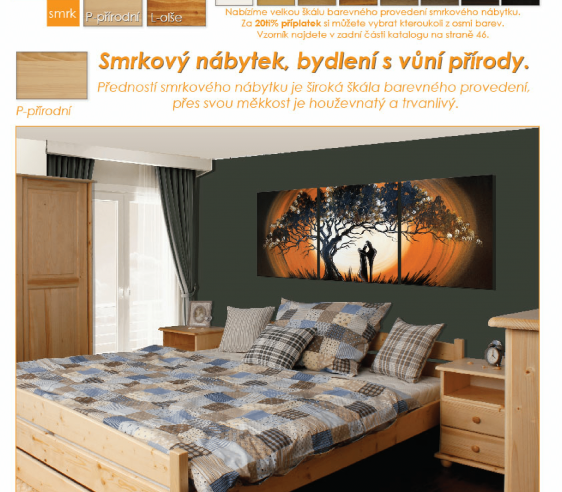 smrk
P-přírodní
L-olše
Nabízíme velkou škálu barevného provedení smrkového nábytku.
Za 20ti% příplatek si můžete vybrat kteroukoli z osmi barev.
Vzorník najdete v zadní části katalogu na straně 46.
Smrkový nábytek, bydlení s vůní přírody.
P-přírodní
Předností smrkového nábytku je široká škála barevného provedení,
přes svou měkkost je houževnatý a trvanlivý.